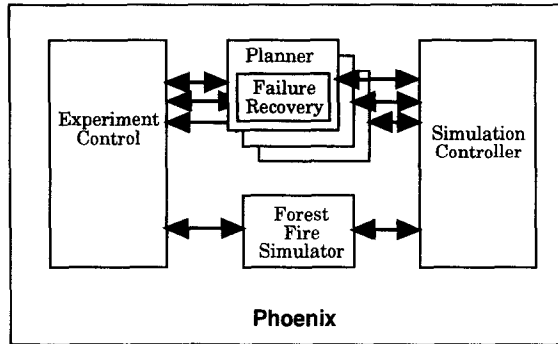 Planner
Failure
Recovery
Experiment
Control
Simulation
Controller
Forest
Fire
Simulator
Phoenix